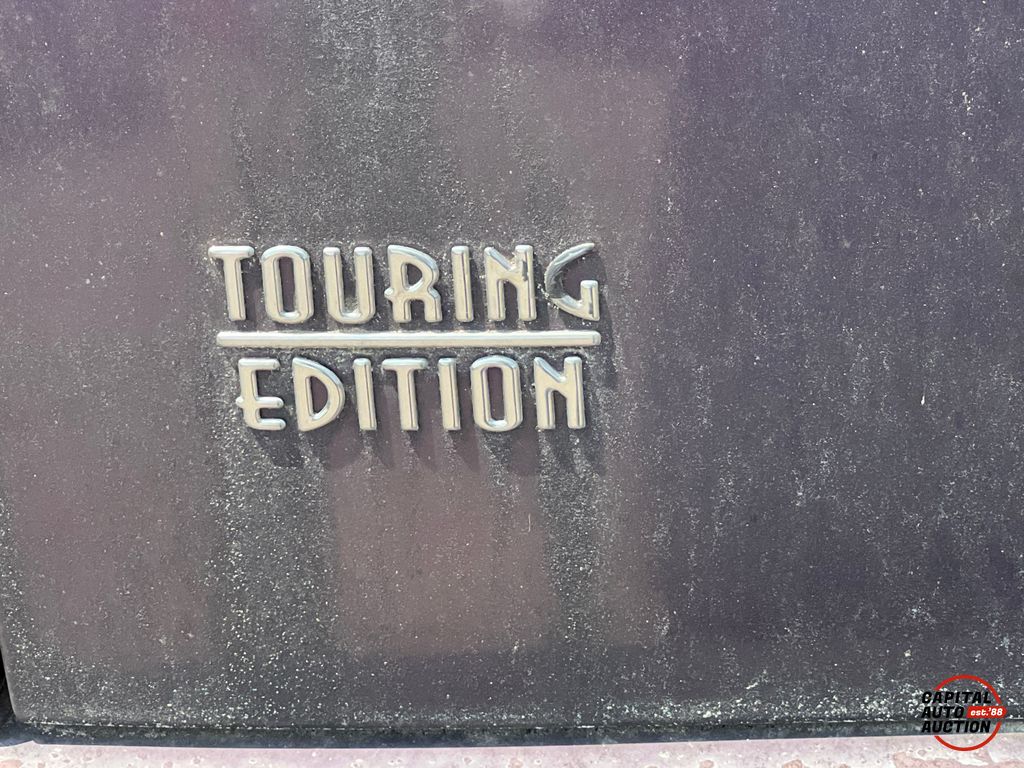 TOURING
EDITION
CAPITAL
AUTO est.'88
AUCTION